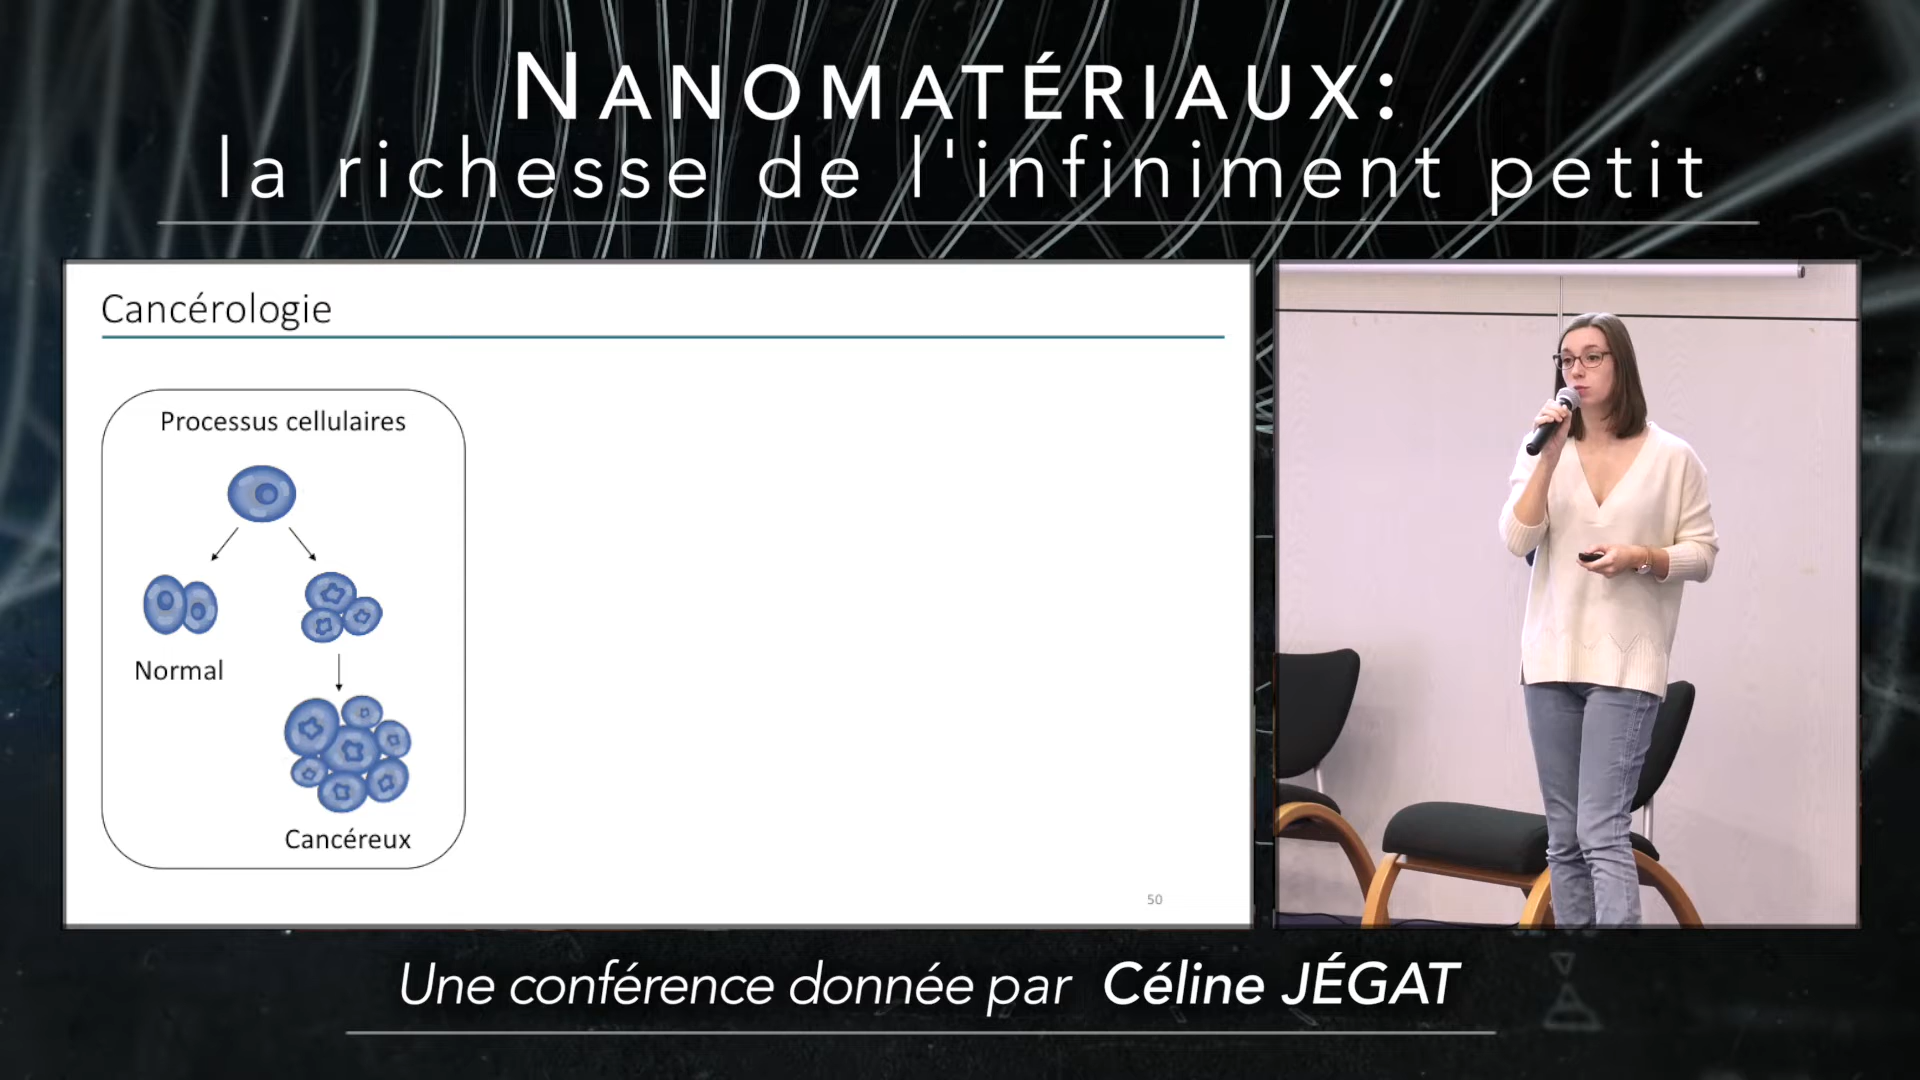 NANOMATÉRIAUX:
la richesse de l'infiniment petit
Cancérologie
Processus cellulaires
Normal
Cancéreux
50
Une conférence donnée par Céline JÉGAT